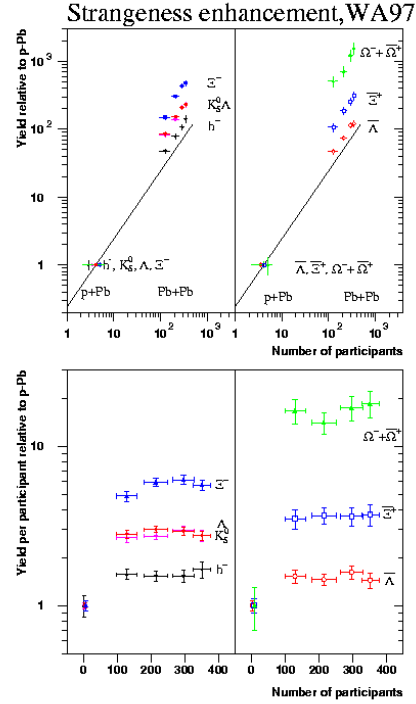 Strangeness enhancement, WA97
Yield relative to p-Pb
10³
10²
10
1
Ξ⁻
K⁰ₛΛ
h⁻
h⁻, K⁰ₛ, Λ, Ξ⁻
p+Pb
Pb+Pb
1
10
10²
10³
Ω⁻+Ω̅⁺
Ξ̅⁺
Λ̅
Λ̅, Ξ̅⁺, Ω⁻+Ω̅⁺
p+Pb
Pb+Pb
1
10
10²
10³
Number of participants
Yield per participant relative to p-Pb
10
1
Ξ⁻
Λ
K⁰ₛ
h⁻
0
100
200
300
400
Ω⁻+Ω̅⁺
Ξ̅⁺
Λ̅
0
100
200
300
400
Number of participants